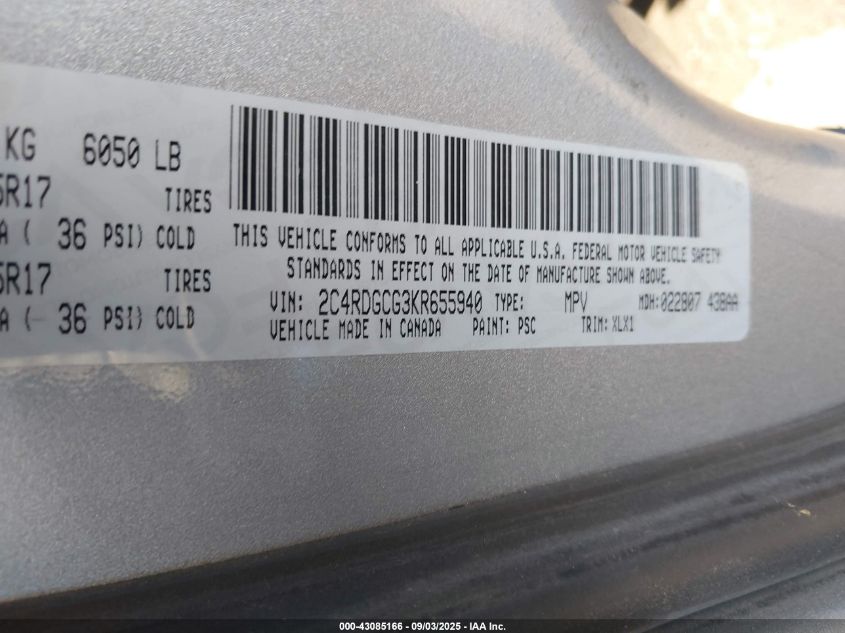 KG 6050 LB
5R17 TIRES
A ( 36 PSI) COLD
5R17 TIRES
A ( 36 PSI) COLD
THIS VEHICLE CONFORMS TO ALL APPLICABLE U.S.A. FEDERAL MOTOR VEHICLE SAFETY
STANDARDS IN EFFECT ON THE DATE OF MANUFACTURE SHOWN ABOVE.
VIN: 2C4RDGCG3KR655940 TYPE: MPV MDH: 022807 438AA
VEHICLE MADE IN CANADA PAINT: PSC TRIM: XLX1
000-43085166 - 09/03/2025 - IAA Inc.